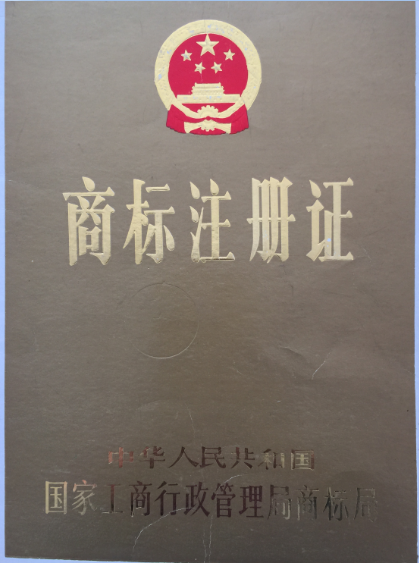 商标注册证
中华人民共和国
国家工商行政管理局商标局